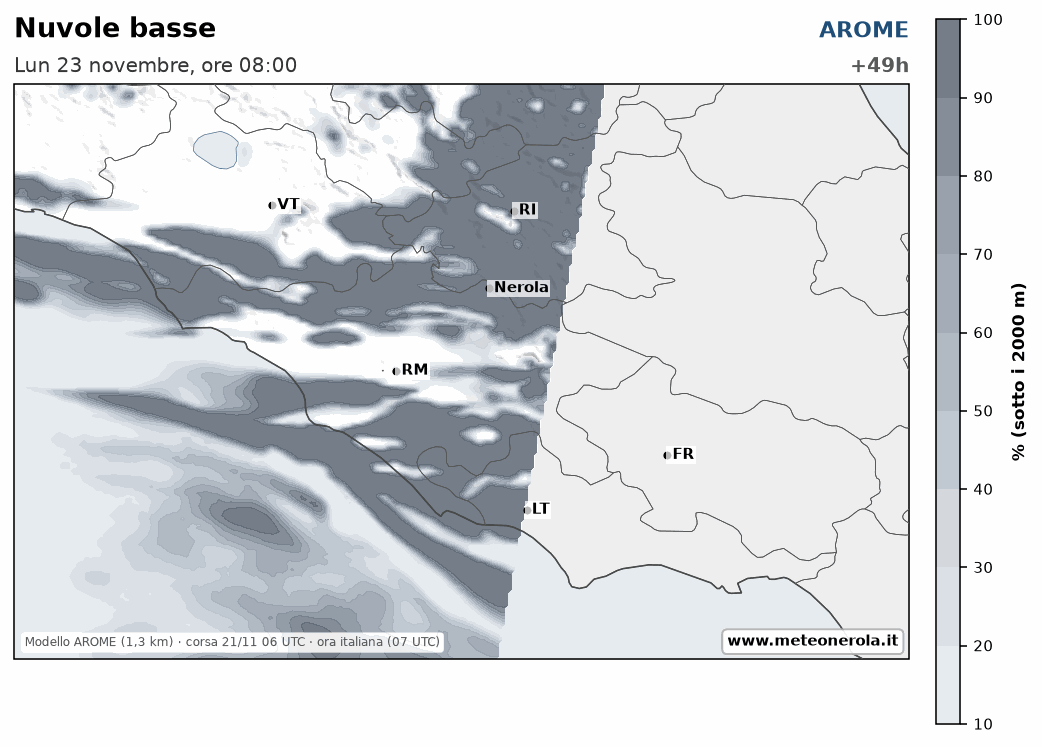 Nuvole basse
AROME
Lun 23 novembre, ore 08:00
+49h
VT
RI
Nerola
RM
FR
LT
Modello AROME (1,3 km) · corsa 21/11 06 UTC · ora italiana (07 UTC)
www.meteonerola.it
100
90
80
70
60
50
40
30
20
10
% (sotto i 2000 m)